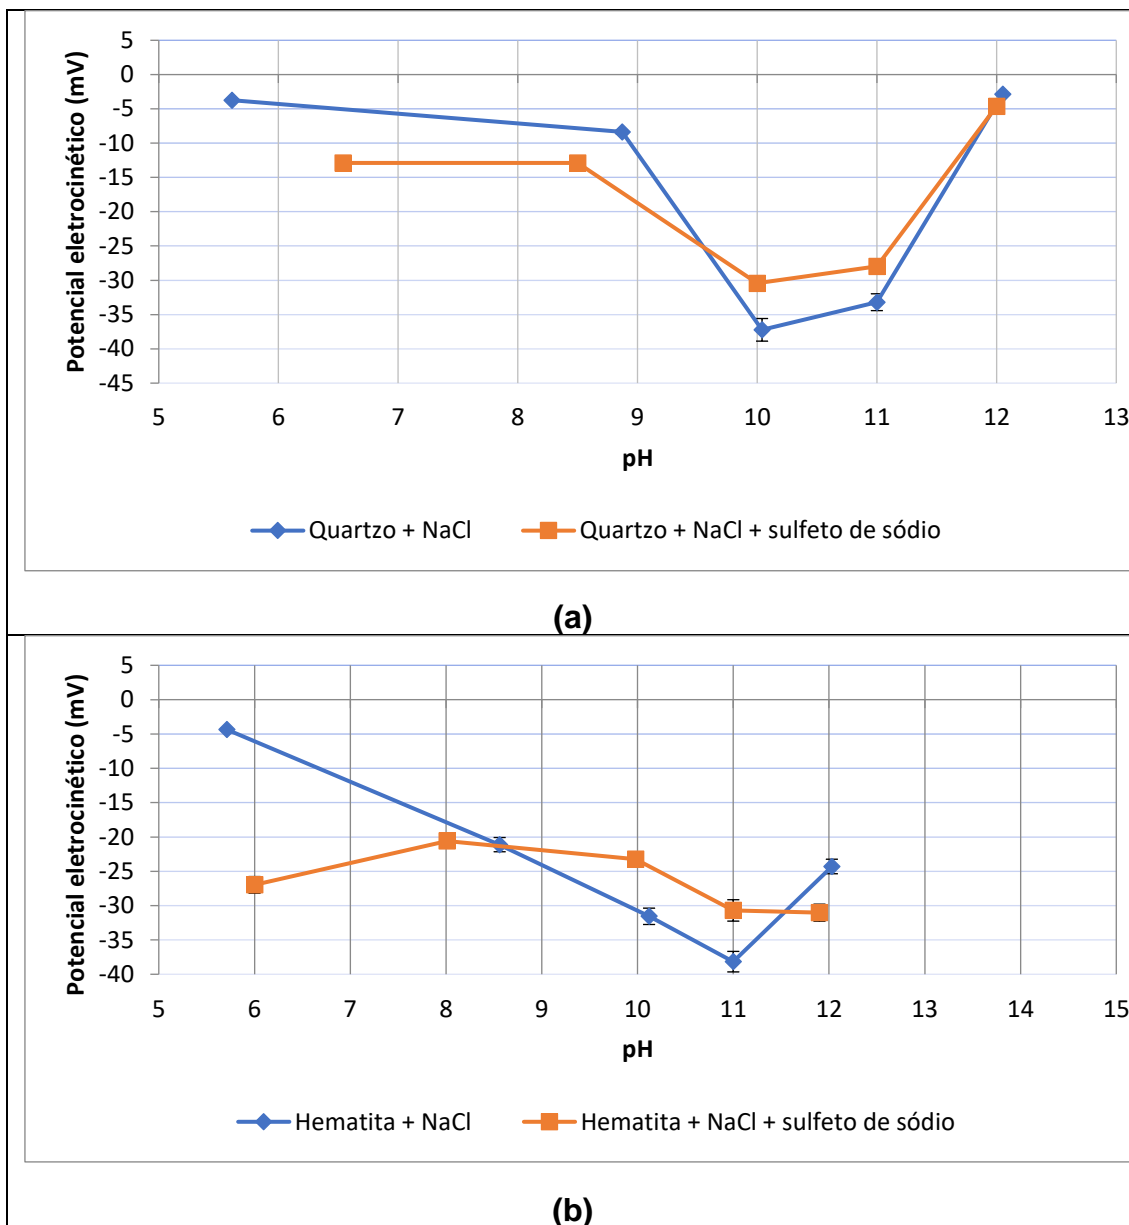 Potencial eletrocinético (mV)
5
0
-5
-10
-15
-20
-25
-30
-35
-40
-45
5 6 7 8 9 10 11 12 13
pH
Quartzo + NaCl Quartzo + NaCl + sulfeto de sódio
(a)
Potencial eletrocinético (mV)
5
0
-5
-10
-15
-20
-25
-30
-35
-40
5 6 7 8 9 10 11 12 13 14 15
pH
Hematita + NaCl Hematita + NaCl + sulfeto de sódio
(b)